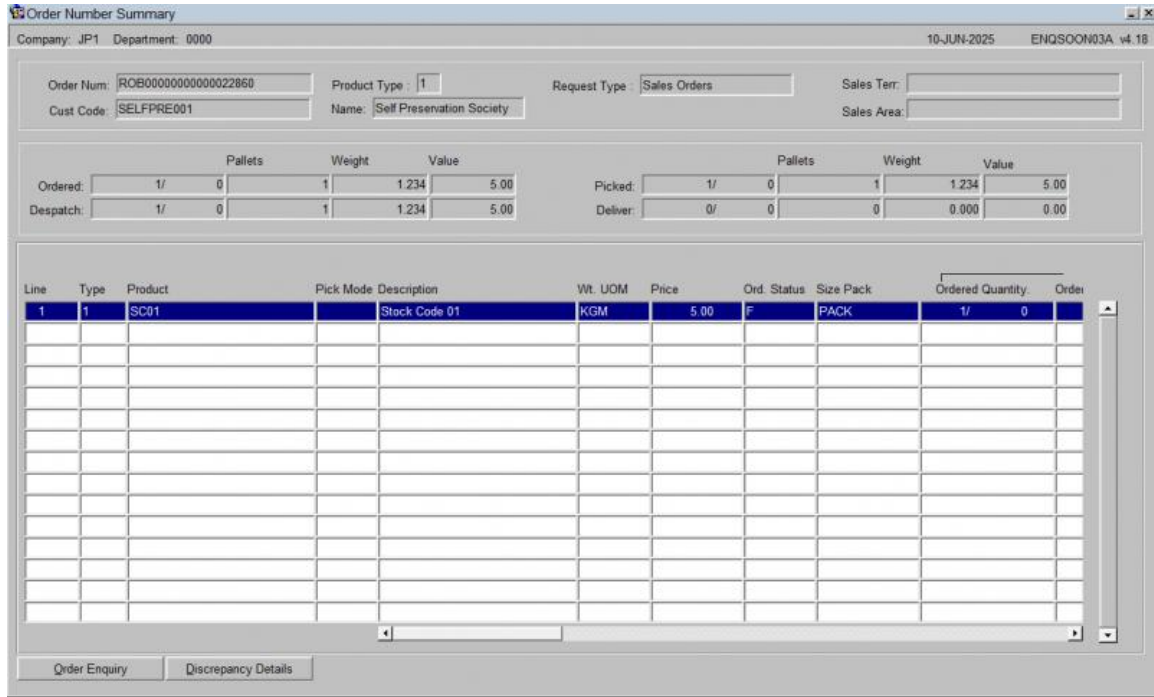 Order Number Summary
Company: JP1 Department: 0000 10-JUN-2025 ENQSOON03A v4.18
Order Num: ROB00000000000022860 Product Type : 1 Request Type : Sales Orders Sales Terr:
Cust Code: SELFPRE001 Name: Self Preservation Society Sales Area:
Pallets Weight Value Pallets Weight Value
Ordered: 1/ 0 1 1.234 5.00 Picked: 1/ 0 1 1.234 5.00
Despatch: 1/ 0 1 1.234 5.00 Deliver: 0/ 0 0 0.000 0.00
Line Type Product Pick Mode Description Wt. UOM Price Ord. Status Size Pack Ordered Quantity. Order
1 1 SC01 Stock Code 01 KGM 5.00 F PACK 1/ 0
Order Enquiry Discrepancy Details